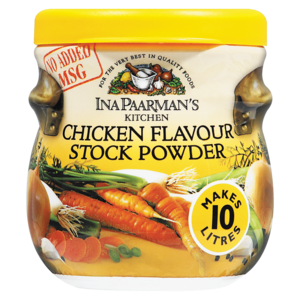 NO ADDED
MSG
FOR THE VERY BEST IN QUALITY FOODS
INA PAARMAN'S
KITCHEN
CHICKEN FLAVOUR
STOCK POWDER
MAKES
10
LITRES